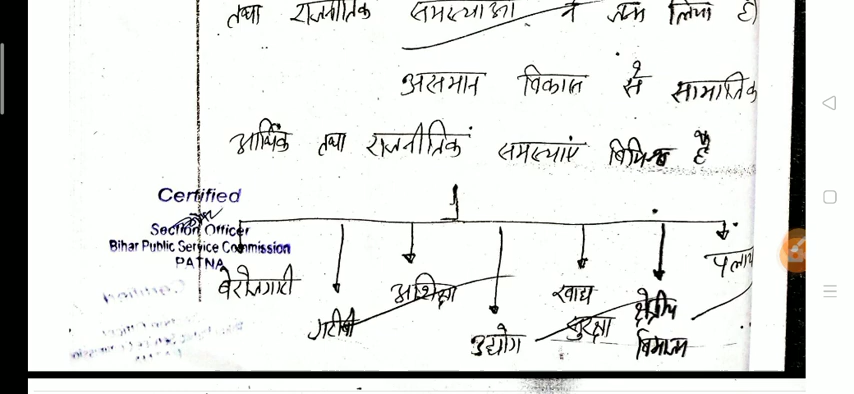 तथा राजनीतिक समस्याओं ने जन्म लिया है।
असमान विकास से सामाजिक
आर्थिक तथा राजनीतिक समस्याएं विभिन्न है
Certified
Section Officer
Bihar Public Service Commission
PATNA
बेरोजगारी
गरीबी
अशिक्षा
उद्योग
खाद्य
सुरक्षा
क्षेत्रीय
विभाजन
पलाय